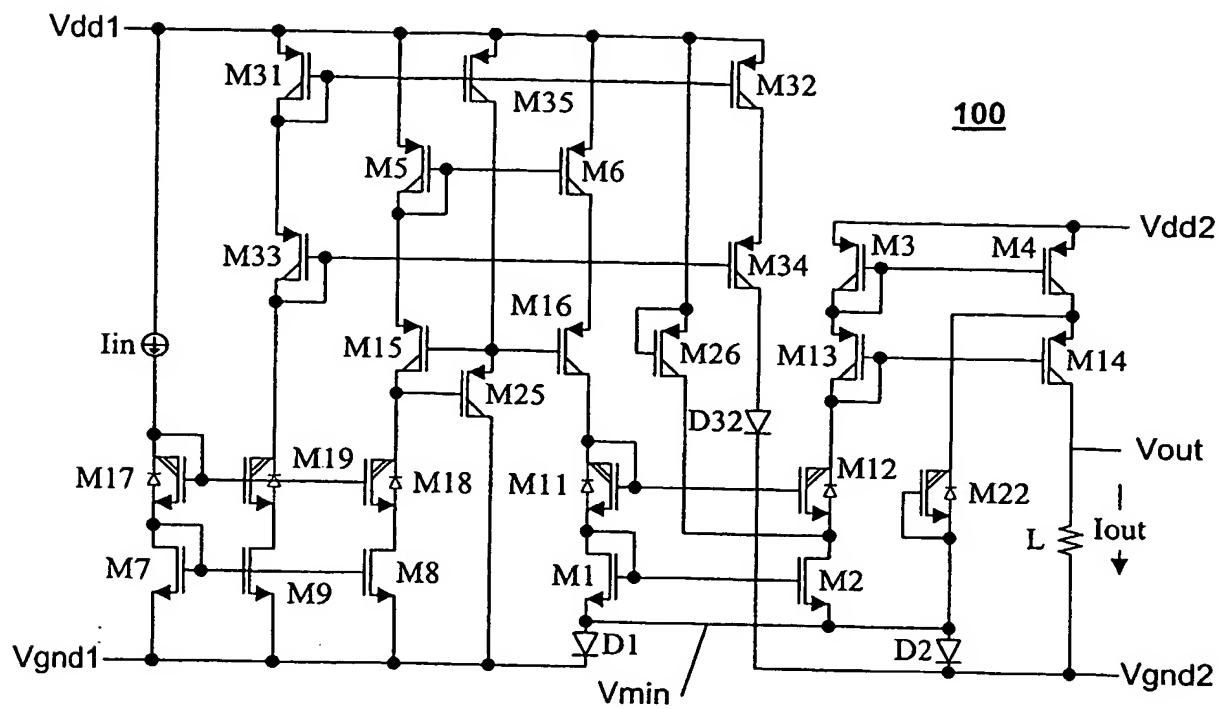 Vdd1
M31
M35
M32
100
M5
M6
M33
M34
M3
M4
Vdd2
Iin
M15
M16
M25
M26
M13
M14
D32
M17
M19
M18
M11
M12
M22
Vout
L
Iout
M7
M9
M8
M1
M2
D1
D2
Vgnd1
Vmin
Vgnd2